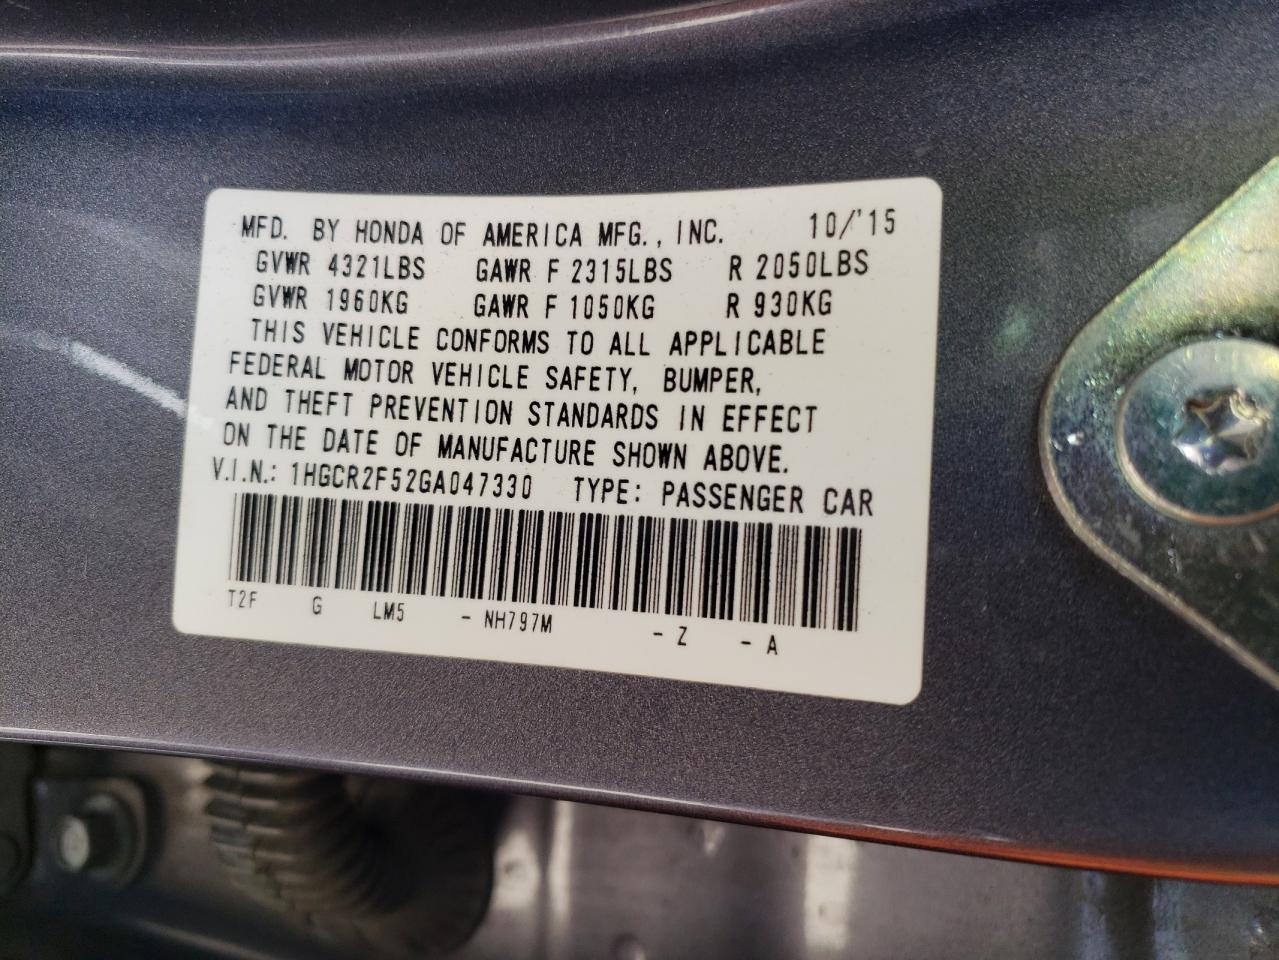 MFD. BY HONDA OF AMERICA MFG., INC. 10/'15
GVWR 4321LBS GAWR F 2315LBS R 2050LBS
GVWR 1960KG GAWR F 1050KG R 930KG
THIS VEHICLE CONFORMS TO ALL APPLICABLE
FEDERAL MOTOR VEHICLE SAFETY, BUMPER,
AND THEFT PREVENTION STANDARDS IN EFFECT
ON THE DATE OF MANUFACTURE SHOWN ABOVE.
V.I.N.: 1HGCR2F52GA047330 TYPE: PASSENGER CAR
T2F G LM5 - NH797M - Z - A